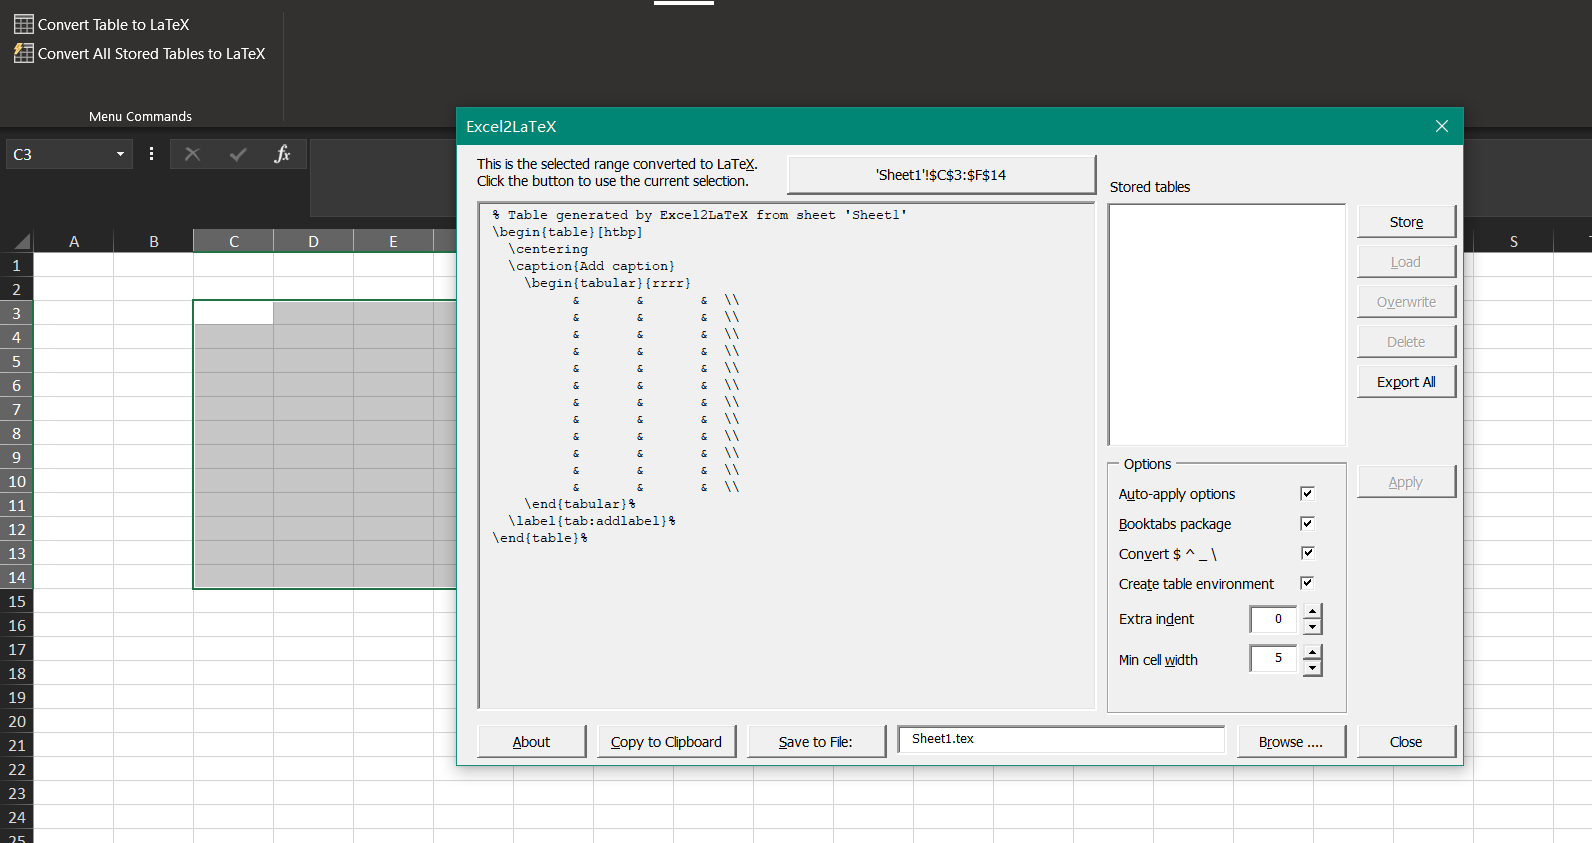 Convert Table to LaTeX
Convert All Stored Tables to LaTeX
Menu Commands
C3
fx
A B C D E S
1
2
3
4
5
6
7
8
9
10
11
12
13
14
15
16
17
18
19
20
21
22
23
24
25
Excel2LaTeX
This is the selected range converted to LaTeX.
Click the button to use the current selection.
'Sheet1'!$C$3:$F$14
% Table generated by Excel2LaTeX from sheet 'Sheet1'
\begin{table}[htbp]
  \centering
  \caption{Add caption}
    \begin{tabular}{rrrr}
          &       &       &  \\
          &       &       &  \\
          &       &       &  \\
          &       &       &  \\
          &       &       &  \\
          &       &       &  \\
          &       &       &  \\
          &       &       &  \\
          &       &       &  \\
          &       &       &  \\
          &       &       &  \\
          &       &       &  \\
    \end{tabular}%
  \label{tab:addlabel}%
\end{table}%
Stored tables
Store
Load
Overwrite
Delete
Export All
Options
Auto-apply options
Booktabs package
Convert $ ^ _ \
Create table environment
Extra indent 0
Min cell width 5
Apply
About
Copy to Clipboard
Save to File:
Sheet1.tex
Browse ....
Close